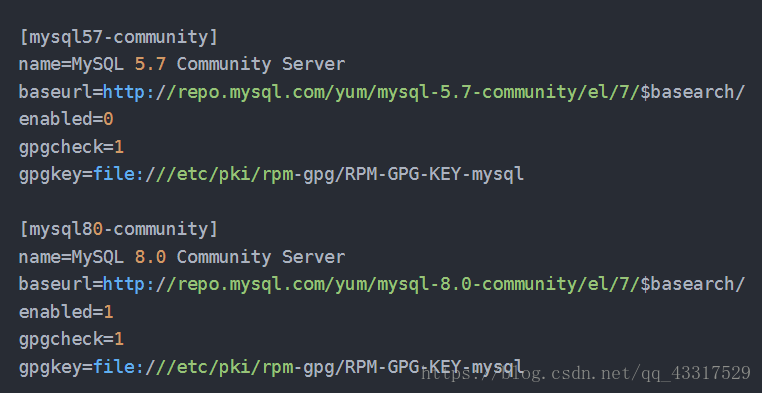 [mysql57-community]
name=MySQL 5.7 Community Server
baseurl=http://repo.mysql.com/yum/mysql-5.7-community/el/7/$basearch/
enabled=0
gpgcheck=1
gpgkey=file:///etc/pki/rpm-gpg/RPM-GPG-KEY-mysql
[mysql80-community]
name=MySQL 8.0 Community Server
baseurl=http://repo.mysql.com/yum/mysql-8.0-community/el/7/$basearch/
enabled=1
gpgcheck=1
gpgkey=file:///etc/pki/rpm-gpg/RPM-GPG-KEY-mysql
https://blog.csdn.net/qq_43317529